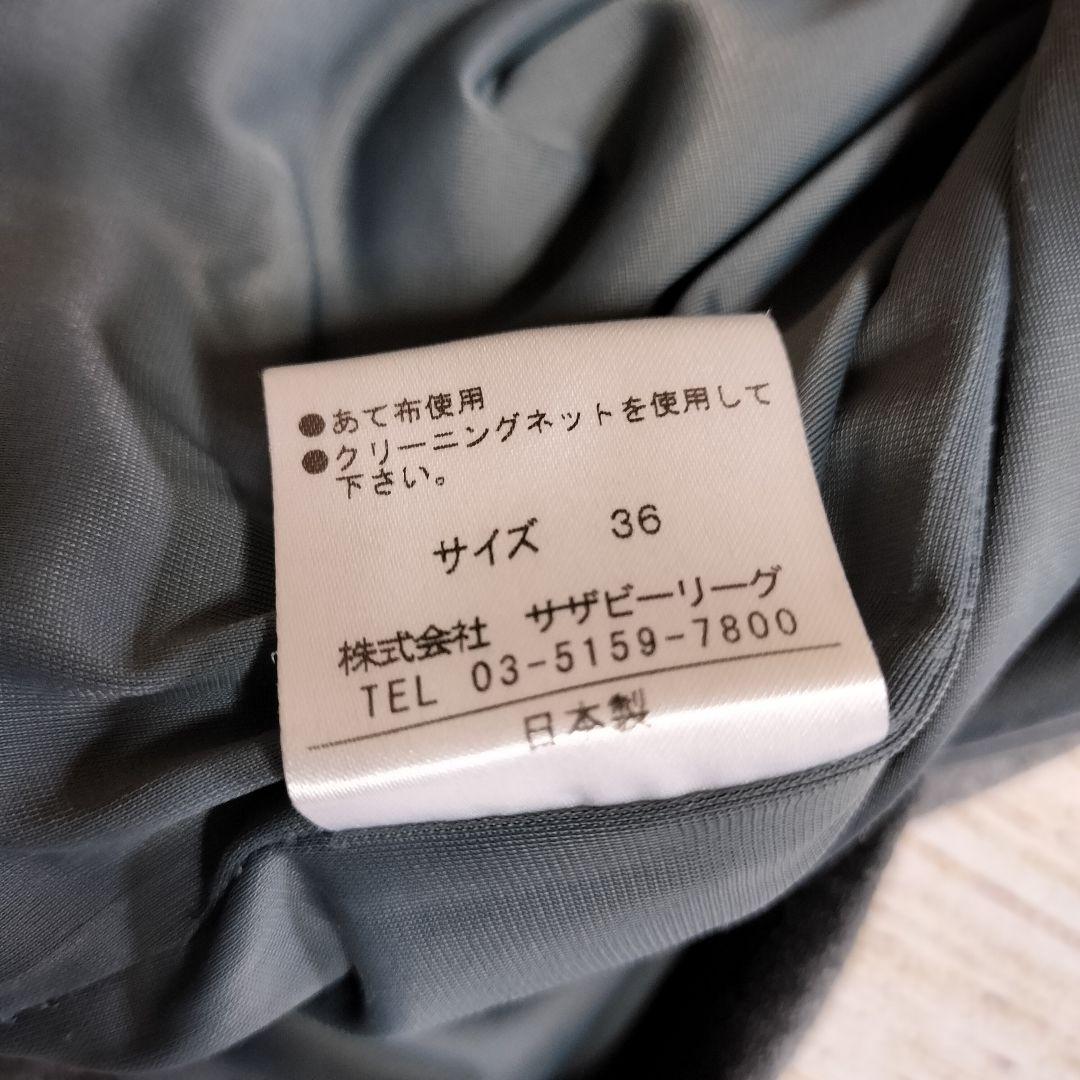 ●あて布使用
●クリーニングネットを使用して
下さい。
サイズ 36
株式会社 サザビーリーグ
TEL 03-5159-7800
日本製